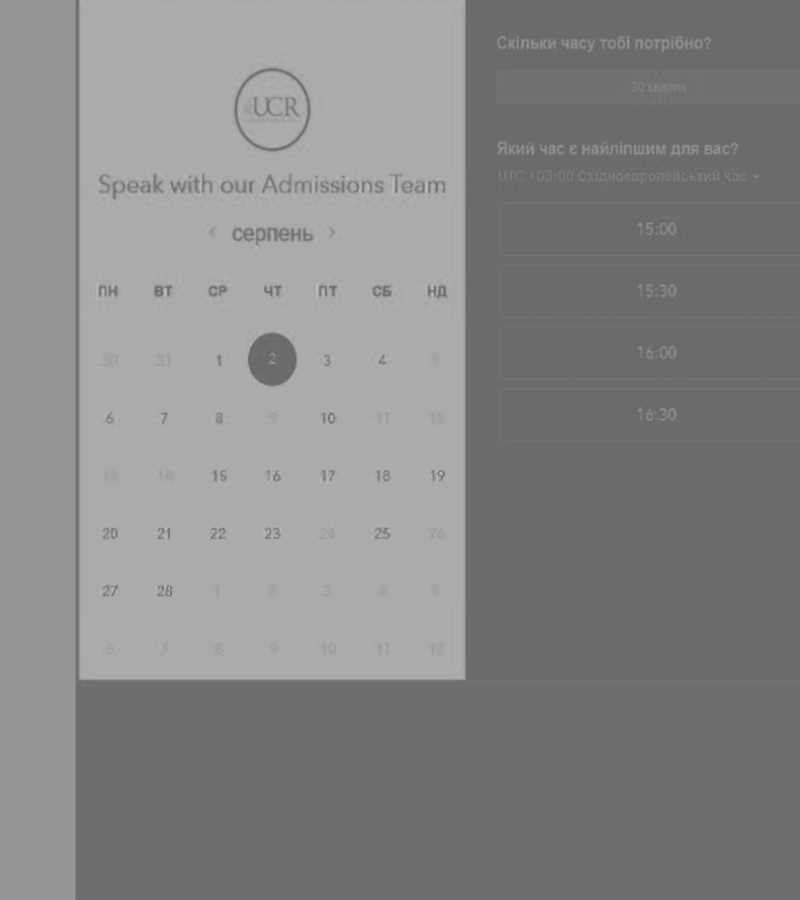 UCR
Speak with our Admissions Team
< серпень >
ПН ВТ СР ЧТ ПТ СБ НД
30 31 1 2 3 4 5
6 7 8 9 10 11 12
13 14 15 16 17 18 19
20 21 22 23 24 25 26
27 28 1 2 3 4 5
6 7 8 9 10 11 12
Скільки часу тобі потрібно?
30 хвилин
Який час є найліпшим для вас?
UTC +03:00 Східноєвропейський час
15:00
15:30
16:00
16:30